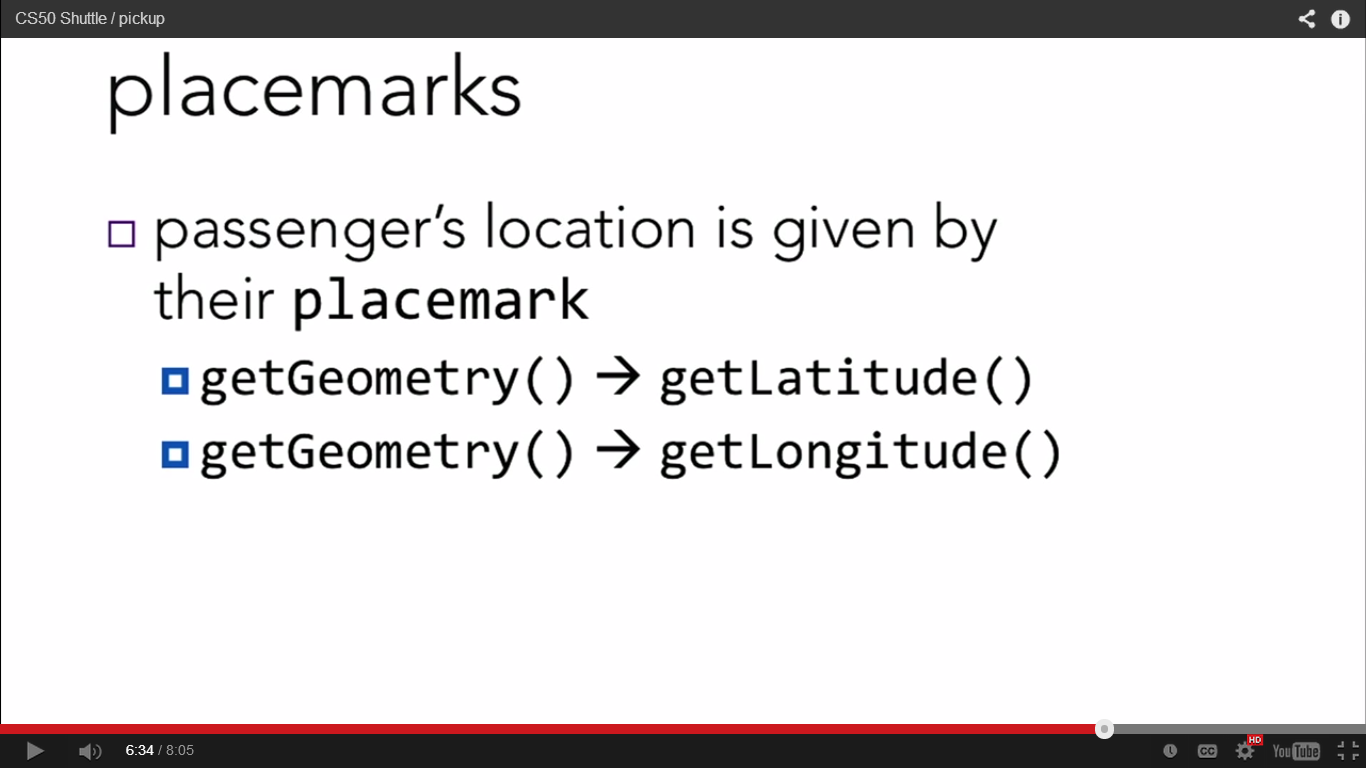 CS50 Shuttle / pickup
placemarks
passenger's location is given by
their placemark
getGeometry() → getLatitude()
getGeometry() → getLongitude()
6:34 / 8:05
CC
HD
YouTube